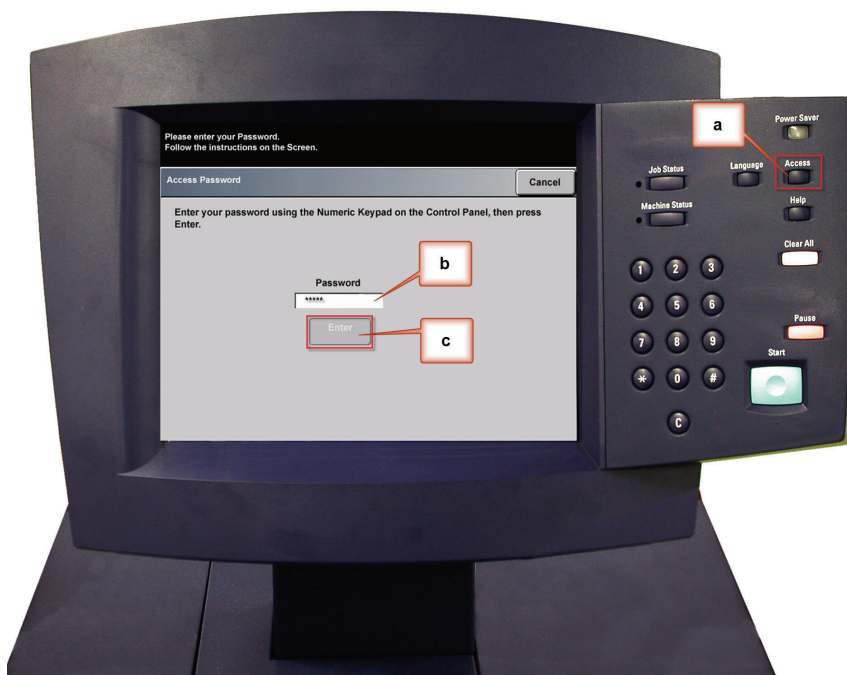 Please enter your Password.
Follow the instructions on the Screen.
Access Password
Cancel
Enter your password using the Numeric Keypad on the Control Panel, then press
Enter.
Password
*****
Enter
a
b
c
Power Saver
Job Status
Language
Access
Machine Status
Help
Clear All
1 2 3
4 5 6
7 8 9
* 0 #
C
Pause
Start